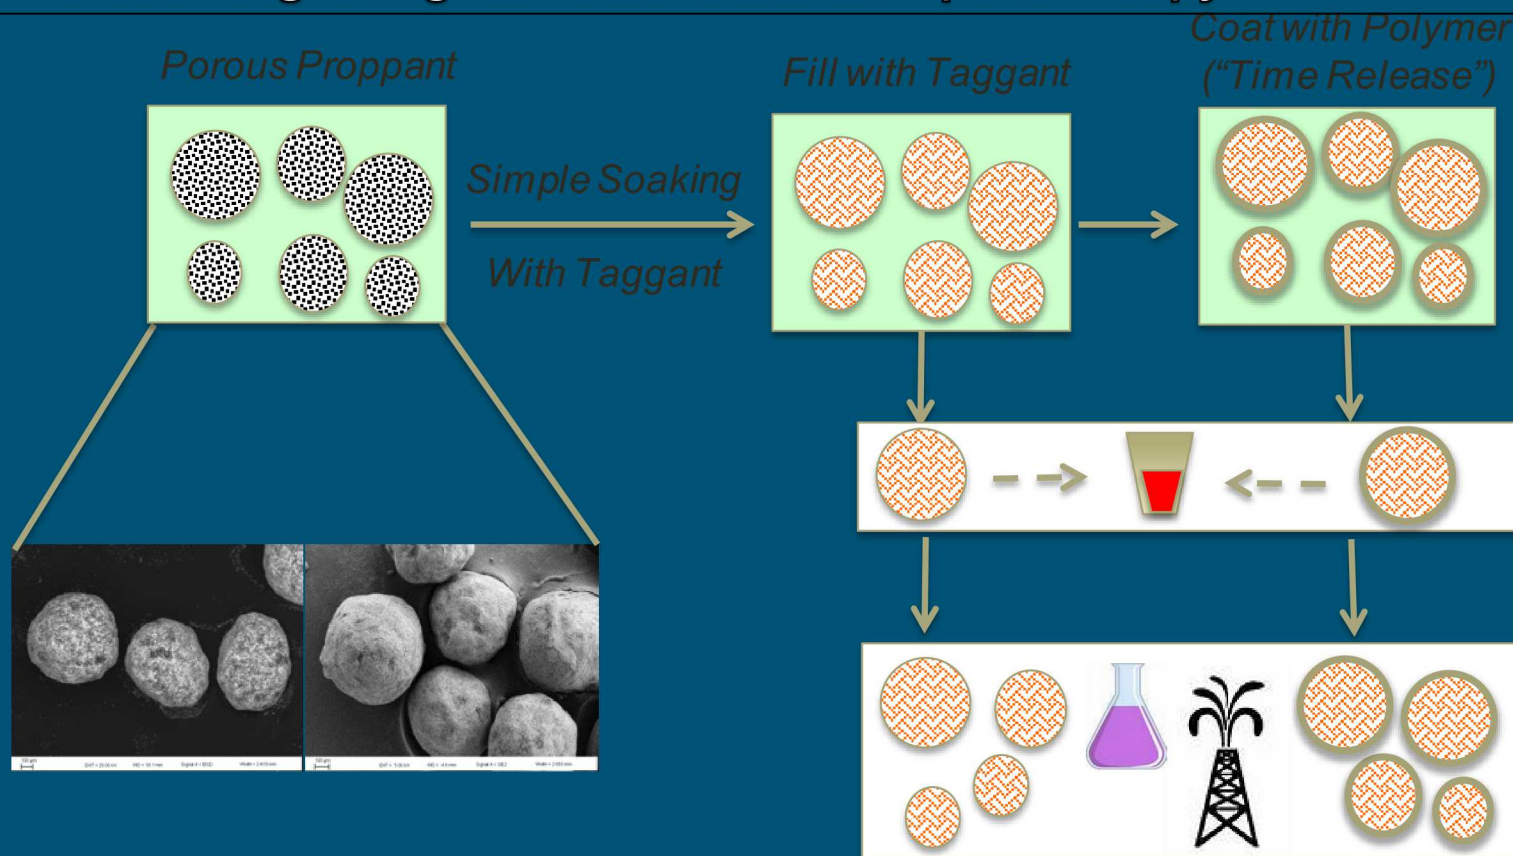 Porous Proppant
Fill with Taggant
Coat with Polymer
(“Time Release”)
Simple Soaking
With Taggant